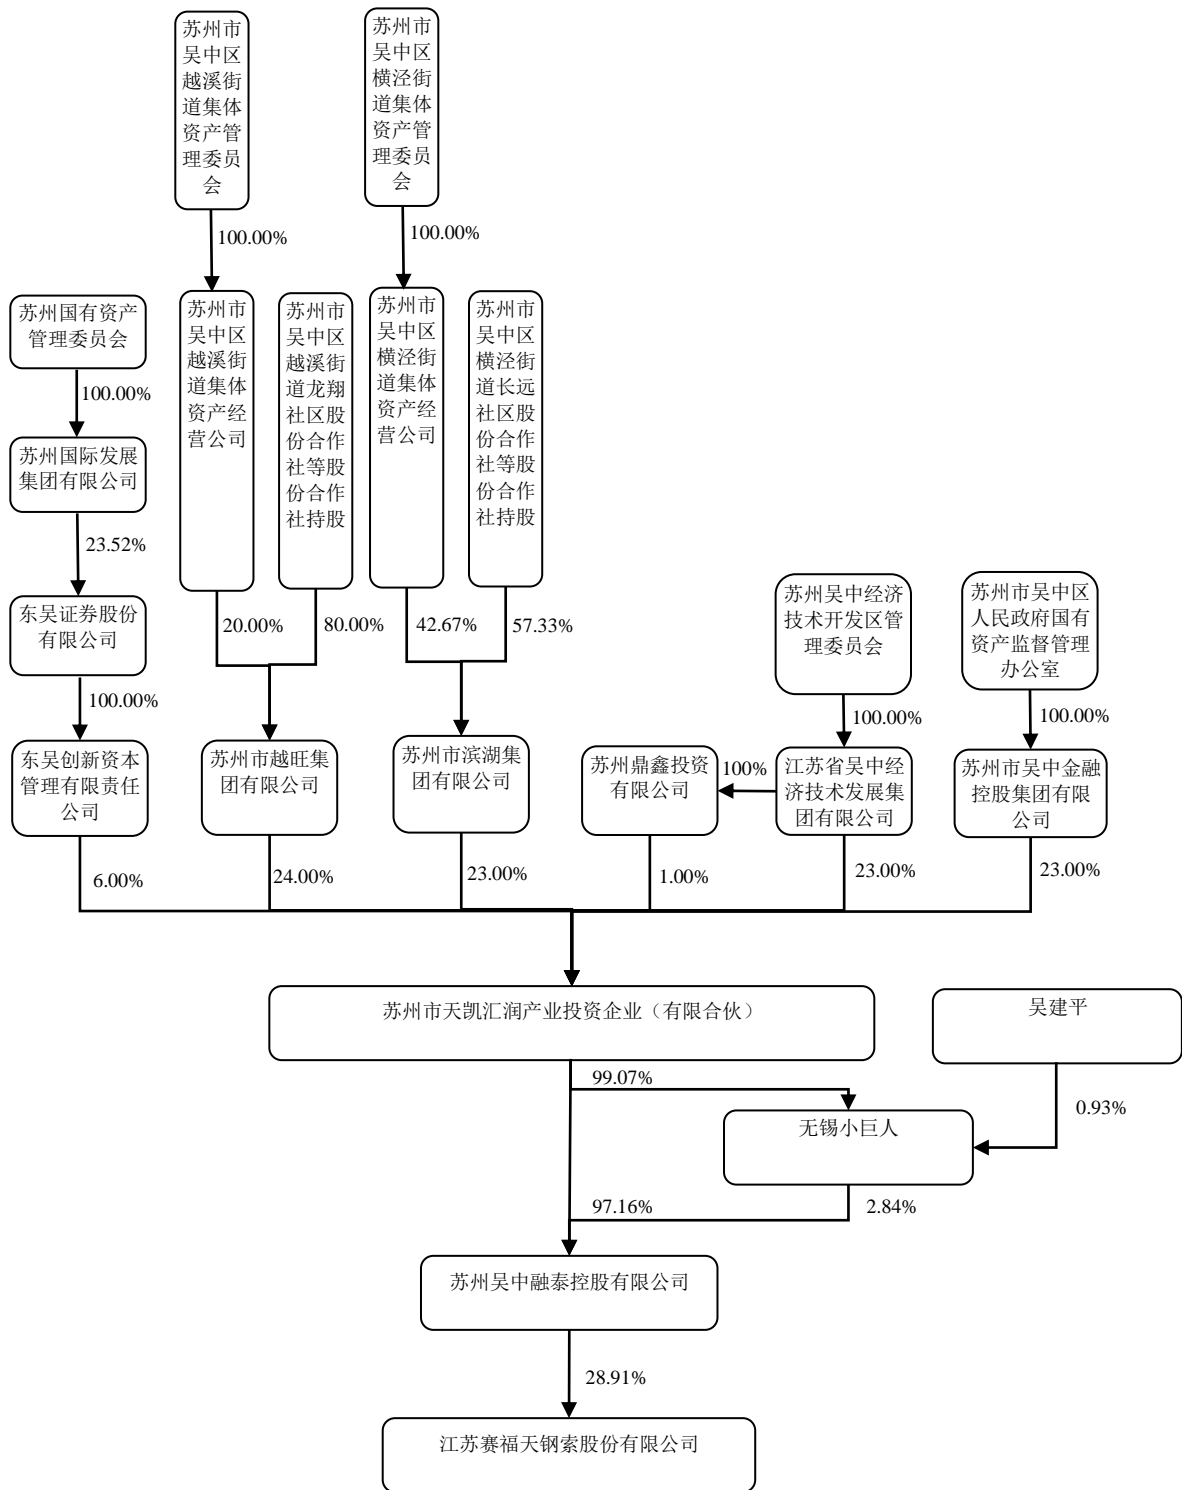 苏州市
吴中区
越溪街
道集体
资产管
理委员
会
苏州市
吴中区
横泾街
道集体
资产管
理委员
会
100.00%
100.00%
苏州国有资产
管理委员会
苏州市
吴中区
越溪街
道集体
资产经
营公司
苏州市
吴中区
越溪街
道龙翔
社区股
份合作
社等股
份合作
社持股
苏州市
吴中区
横泾街
道集体
资产经
营公司
苏州市
吴中区
横泾街
道长远
社区股
份合作
社等股
份合作
社持股
100.00%
苏州国际发展
集团有限公司
23.52%
东吴证券股份
有限公司
20.00%
80.00%
42.67%
57.33%
苏州吴中经济
技术开发区管
理委员会
苏州市吴中区
人民政府国有
资产监督管理
办公室
100.00%
100.00%
100.00%
东吴创新资本
管理有限责任
公司
苏州市越旺集
团有限公司
苏州市滨湖集
团有限公司
苏州鼎鑫投资
有限公司
100%
江苏省吴中经
济技术发展集
团有限公司
苏州市吴中金融
控股集团有限
公司
6.00%
24.00%
23.00%
1.00%
23.00%
23.00%
苏州市天凯汇润产业投资企业（有限合伙）
吴建平
99.07%
0.93%
无锡小巨人
97.16%
2.84%
苏州吴中融泰控股有限公司
28.91%
江苏赛福天钢索股份有限公司